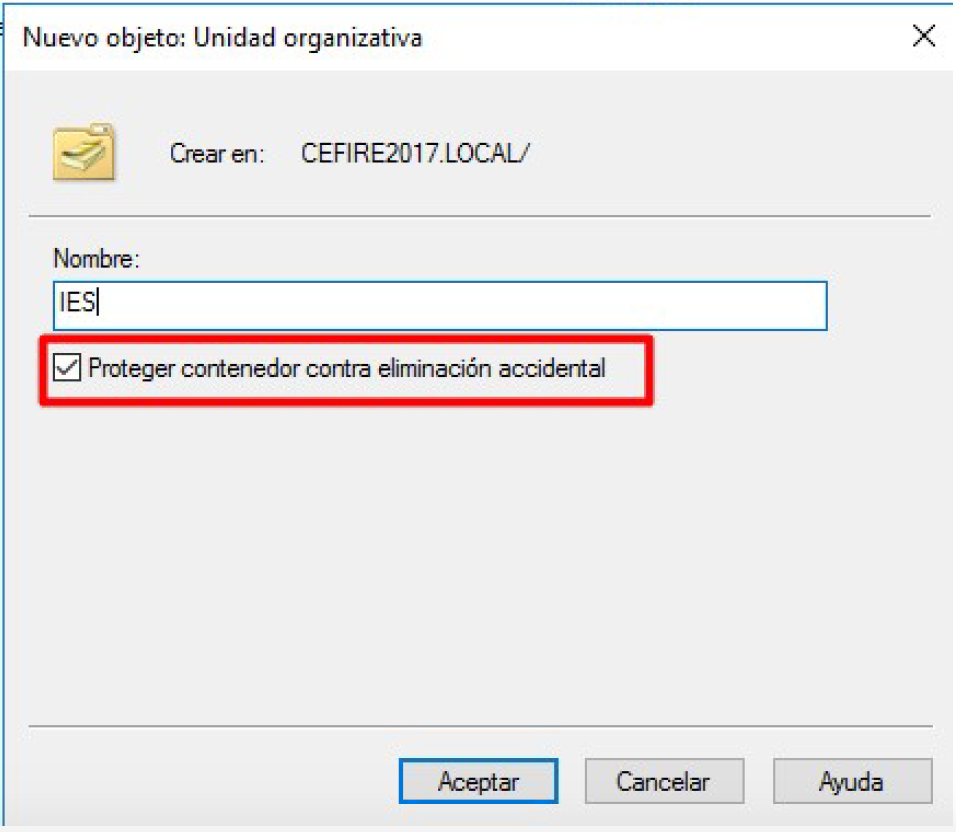 Nuevo objeto: Unidad organizativa
Crear en: CEFIRE2017.LOCAL/
Nombre:
IES
Proteger contenedor contra eliminación accidental
Aceptar Cancelar Ayuda